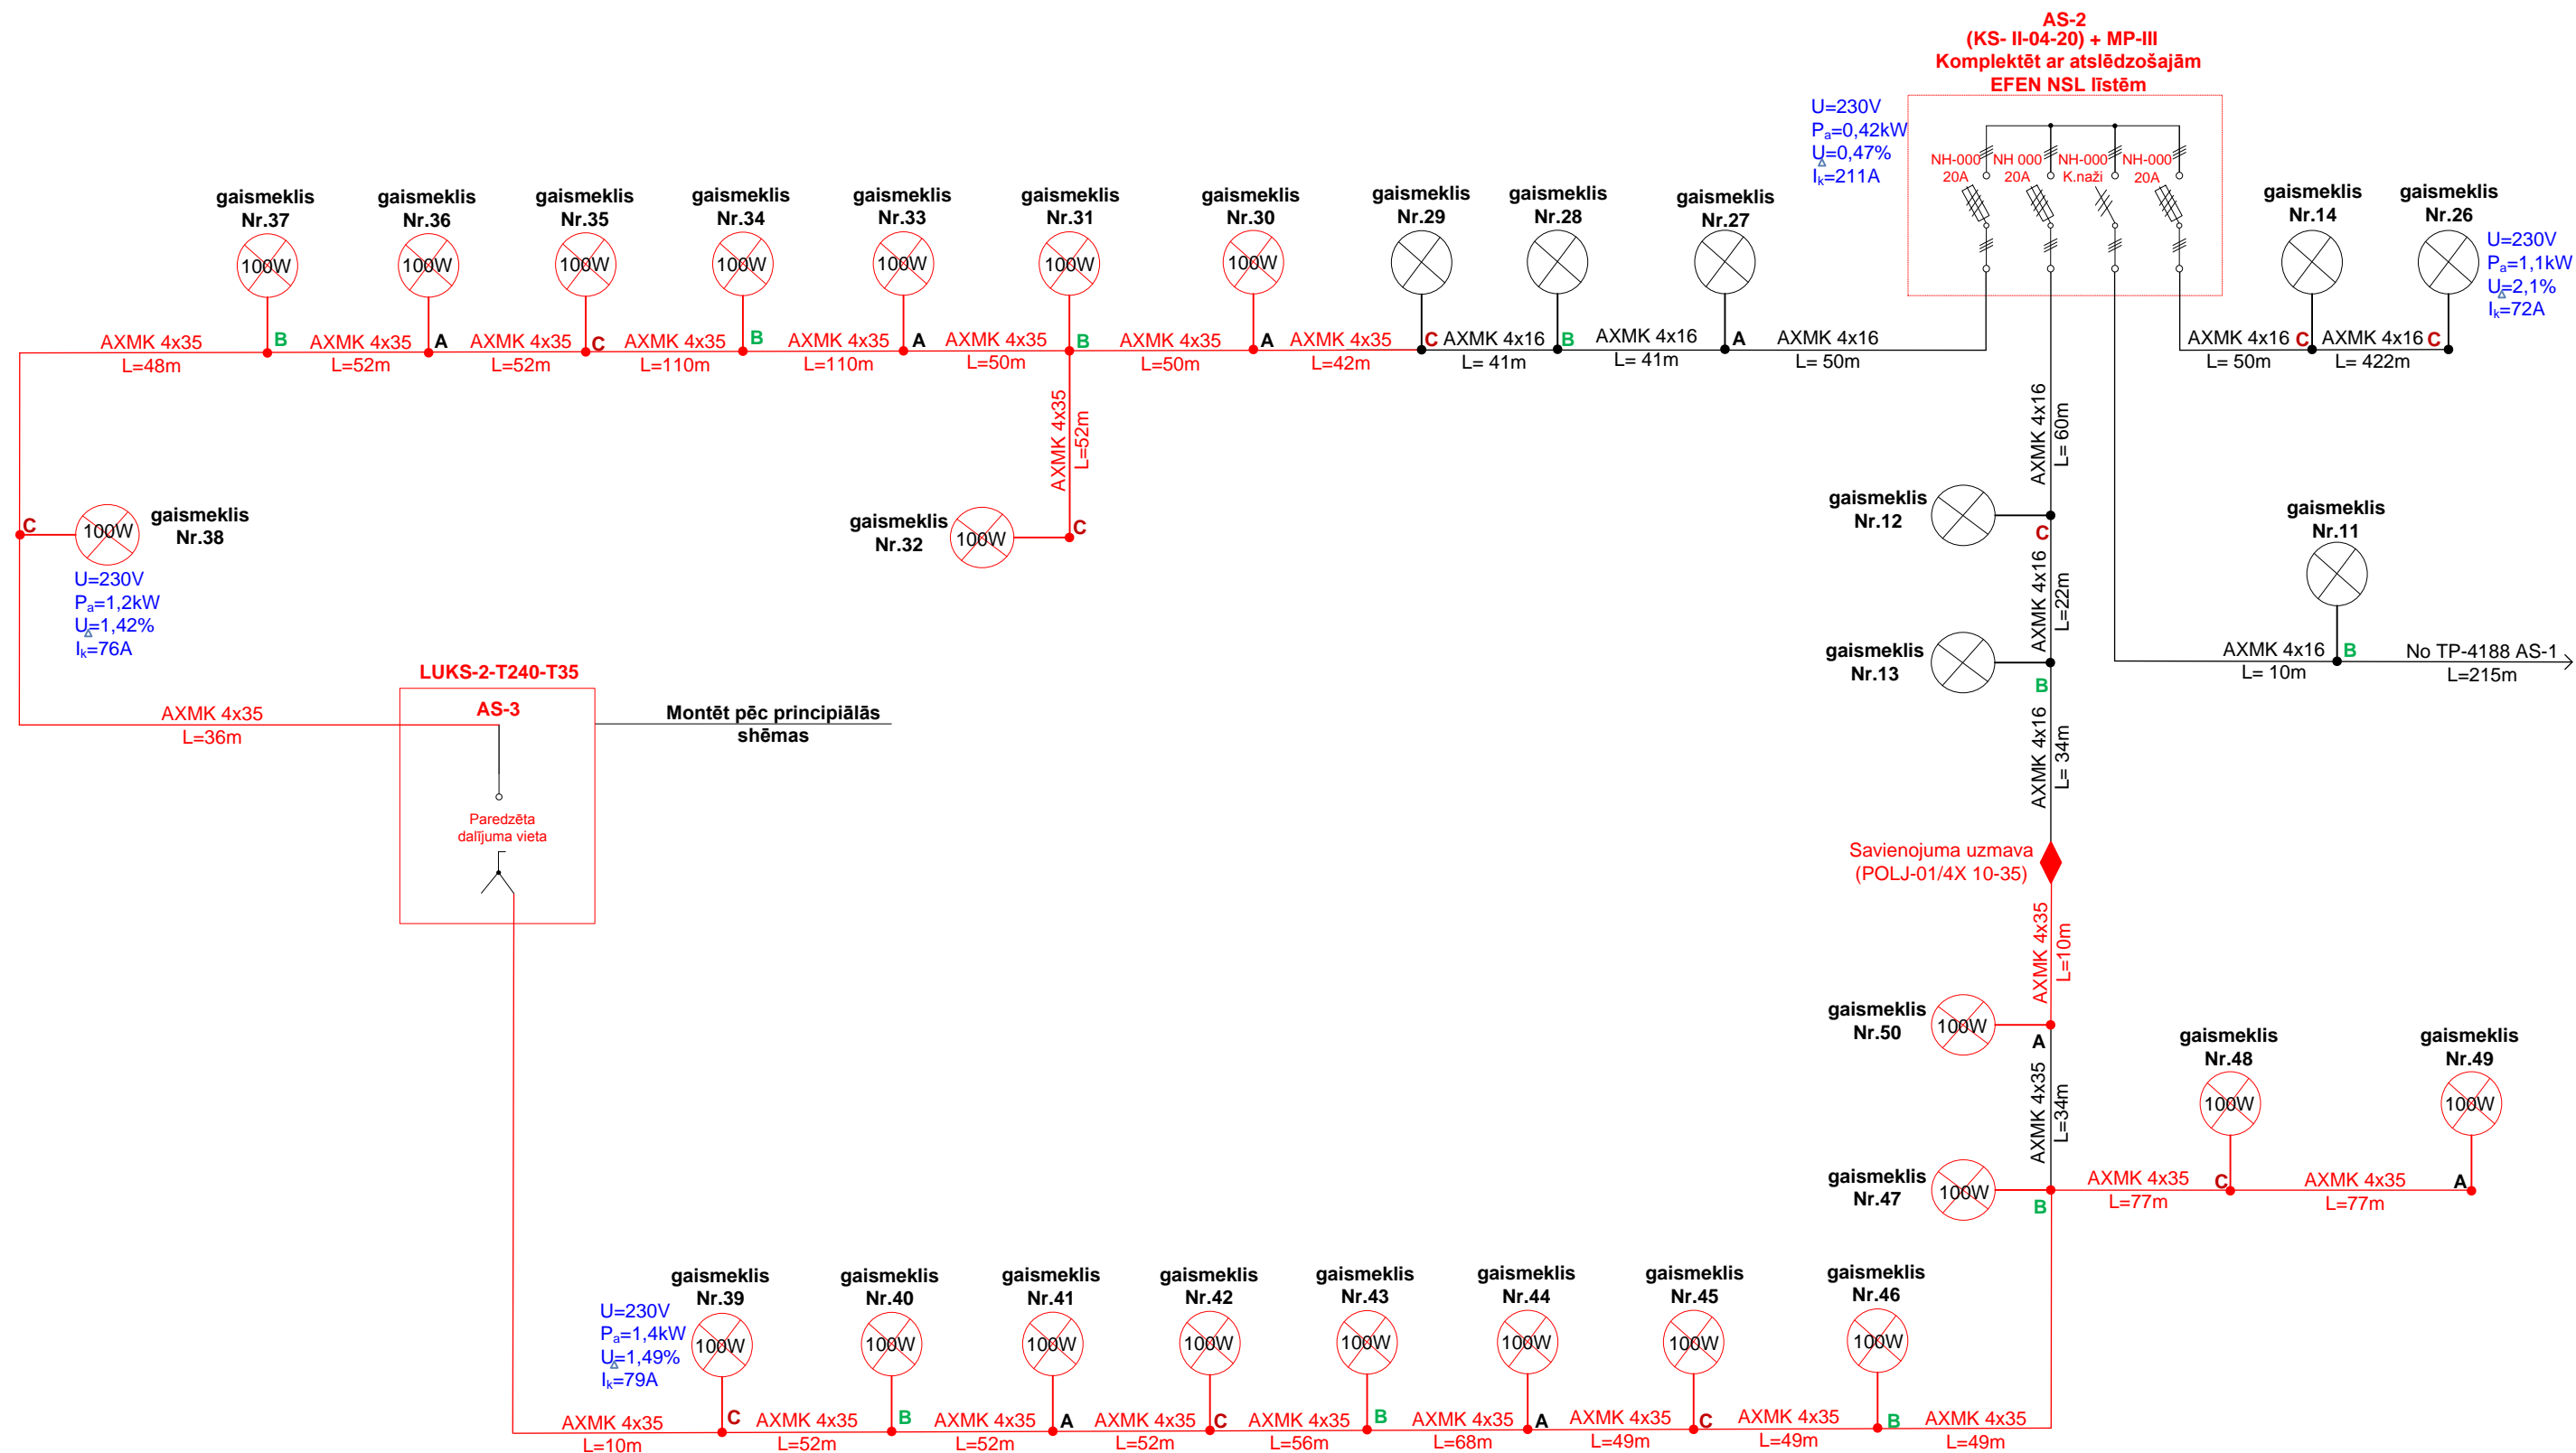 AS-2
(KS- II-04-20) + MP-III
Komplektēt ar atslēdzošajām
EFEN NSL līstēm
U=230V
Pa=0,42kW
U△=0,47%
Ik=211A
NH-000
20A
NH 000
20A
NH-000
K.naži
NH-000
20A
gaismeklis
Nr.37
100W
gaismeklis
Nr.36
100W
gaismeklis
Nr.35
100W
gaismeklis
Nr.34
100W
gaismeklis
Nr.33
100W
gaismeklis
Nr.31
100W
gaismeklis
Nr.30
100W
gaismeklis
Nr.29
gaismeklis
Nr.28
gaismeklis
Nr.27
gaismeklis
Nr.14
gaismeklis
Nr.26
U=230V
Pa=1,1kW
U△=2,1%
Ik=72A
AXMK 4x35
L=48m
B
AXMK 4x35
L=52m
A
AXMK 4x35
L=52m
C
AXMK 4x35
L=110m
B
AXMK 4x35
L=110m
A
AXMK 4x35
L=50m
B
AXMK 4x35
L=50m
A
AXMK 4x35
L=42m
C
AXMK 4x16
L= 41m
B
AXMK 4x16
L= 41m
A
AXMK 4x16
L= 50m
AXMK 4x16
L= 50m
C
AXMK 4x16
L= 422m
C
AXMK 4x35
L=52m
C
gaismeklis
Nr.32
100W
C
100W
gaismeklis
Nr.38
U=230V
Pa=1,2kW
U△=1,42%
Ik=76A
AXMK 4x16
L= 60m
gaismeklis
Nr.12
C
AXMK 4x16
L=22m
gaismeklis
Nr.13
B
AXMK 4x16
L= 34m
gaismeklis
Nr.11
AXMK 4x16
L= 10m
B
No TP-4188 AS-1
L=215m
LUKS-2-T240-T35
AS-3
AXMK 4x35
L=36m
Montēt pēc principiālās
shēmas
Paredzēta
dalījuma vieta
Savienojuma uzmava
(POLJ-01/4X 10-35)
AXMK 4x35
L=10m
gaismeklis
Nr.50
100W
A
AXMK 4x35
L=34m
gaismeklis
Nr.47
100W
B
gaismeklis
Nr.48
100W
gaismeklis
Nr.49
100W
AXMK 4x35
L=77m
C
AXMK 4x35
L=77m
A
U=230V
Pa=1,4kW
U△=1,49%
Ik=79A
gaismeklis
Nr.39
100W
gaismeklis
Nr.40
100W
gaismeklis
Nr.41
100W
gaismeklis
Nr.42
100W
gaismeklis
Nr.43
100W
gaismeklis
Nr.44
100W
gaismeklis
Nr.45
100W
gaismeklis
Nr.46
100W
AXMK 4x35
L=10m
C
AXMK 4x35
L=52m
B
AXMK 4x35
L=52m
A
AXMK 4x35
L=52m
C
AXMK 4x35
L=56m
B
AXMK 4x35
L=68m
A
AXMK 4x35
L=49m
C
AXMK 4x35
L=49m
B
AXMK 4x35
L=49m